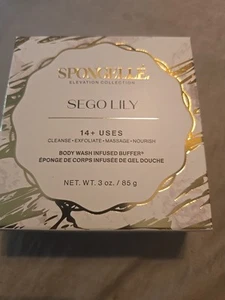 SPONGELLÉ
ELEVATION COLLECTION
SEGO LILY
14+ USES
CLEANSE•EXFOLIATE•MASSAGE•NOURISH
BODY WASH INFUSED BUFFER®
ÉPONGE DE CORPS INFUSÉE DE GEL DOUCHE
NET. WT. 3 oz. / 85 g